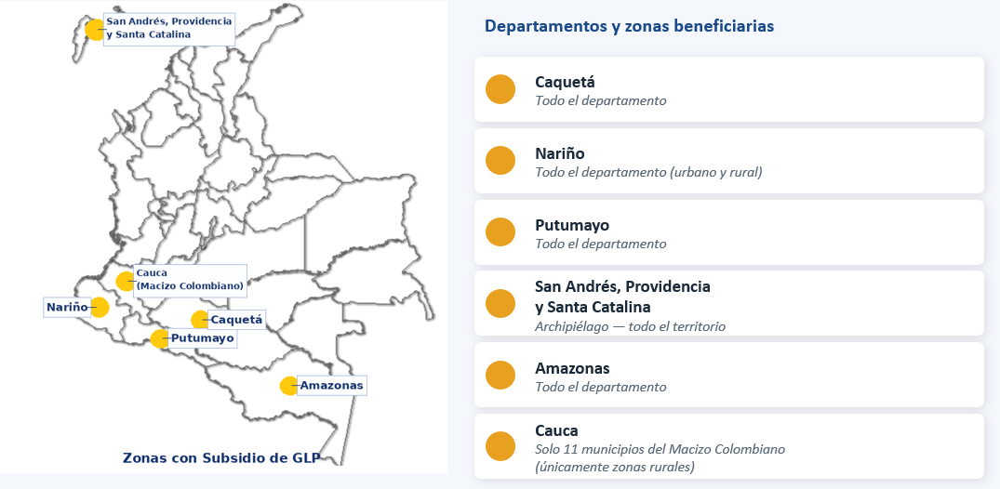 San Andrés, Providencia
y Santa Catalina
Cauca
(Macizo Colombiano)
Nariño
Caquetá
Putumayo
Amazonas
Zonas con Subsidio de GLP
Departamentos y zonas beneficiarias
Caquetá
Todo el departamento
Nariño
Todo el departamento (urbano y rural)
Putumayo
Todo el departamento
San Andrés, Providencia
y Santa Catalina
Archipiélago — todo el territorio
Amazonas
Todo el departamento
Cauca
Solo 11 municipios del Macizo Colombiano
(únicamente zonas rurales)